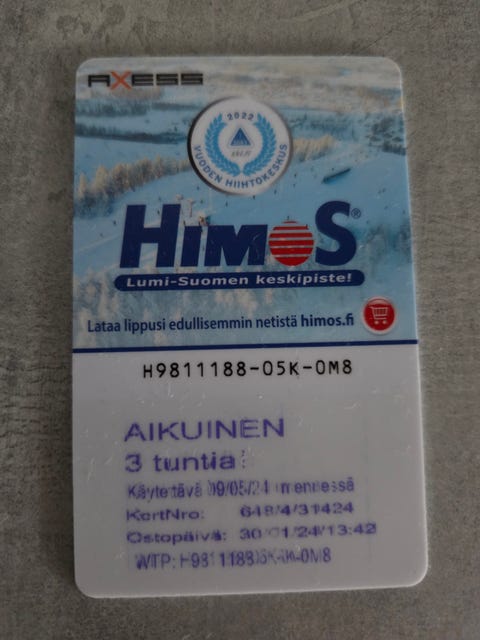 AXESS
2022
VUODEN HIIHTOKESKUS
HIMOS®
Lumi-Suomen keskipiste!
Lataa lippusi edullisemmin netistä himos.fi
H9811188-05K-0M8
AIKUINEN
3 tuntia
Käytettävä 09/05/24 mennessä
KortNro: 648/4/31424
Ostopäivä: 30/01/24/13:42
WTP: